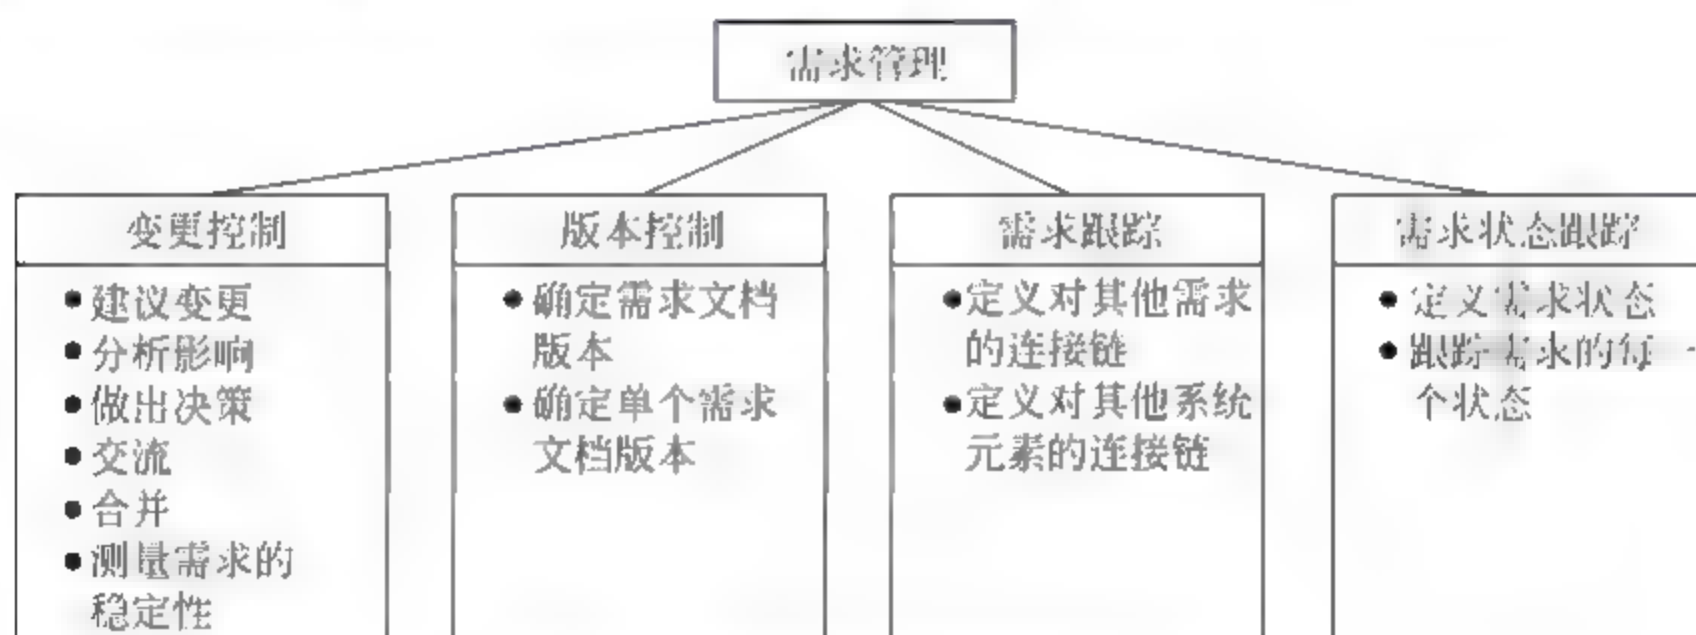 需求管理
变更控制
● 建议变更
● 分析影响
● 做出决策
● 交流
● 合并
● 测量需求的
稳定性
版本控制
● 确定需求文档
版本
● 确定单个需求
文档版本
需求跟踪
● 定义对其他需求
的连接链
● 定义对其他系统
元素的连接链
需求状态跟踪
● 定义需求状态
● 跟踪需求的每一
个状态